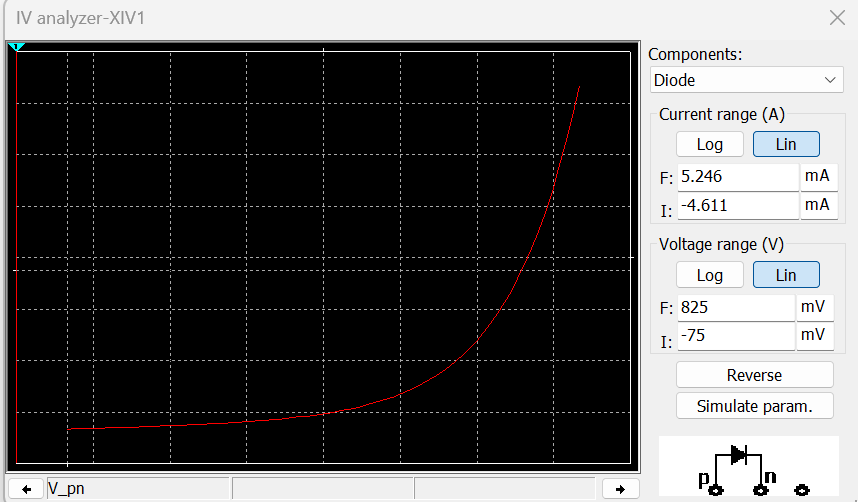 IV analyzer-XIV1
Components:
Diode
Current range (A)
Log Lin
F: 5.246 mA
I: -4.611 mA
Voltage range (V)
Log Lin
F: 825 mV
I: -75 mV
Reverse
Simulate param.
p n
V_pn